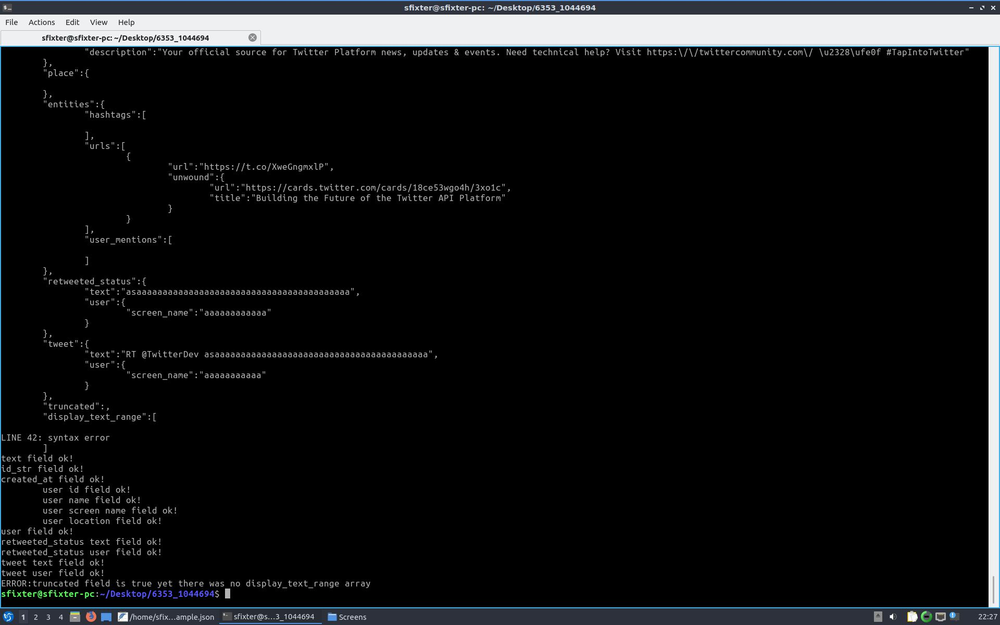 sfixter@sfixter-pc: ~/Desktop/6353_1044694
File Actions Edit View Help
sfixter@sfixter-pc: ~/Desktop/6353_1044694
"description":"Your official source for Twitter Platform news, updates & events. Need technical help? Visit https:\/\/twittercommunity.com\/ \u2328\ufe0f #TapIntoTwitter"
},
"place":{
},
"entities":{
"hashtags":[
],
"urls":[
{
"url":"https://t.co/XweGngmxlP",
"unwound":{
"url":"https://cards.twitter.com/cards/18ce53wgo4h/3xo1c",
"title":"Building the Future of the Twitter API Platform"
}
}
],
"user_mentions":[
]
},
"retweeted_status":{
"text":"asaaaaaaaaaaaaaaaaaaaaaaaaaaaaaaaaaaaaaaaaa",
"user":{
"screen_name":"aaaaaaaaaaaa"
}
},
"tweet":{
"text":"RT @TwitterDev asaaaaaaaaaaaaaaaaaaaaaaaaaaaaaaaaaaaaaaaaa",
"user":{
"screen_name":"aaaaaaaaaaa"
}
},
"truncated":,
"display_text_range":[
LINE 42: syntax error
]
text field ok!
id_str field ok!
created_at field ok!
user id field ok!
user name field ok!
user screen name field ok!
user location field ok!
user field ok!
retweeted_status text field ok!
retweeted_status user field ok!
tweet text field ok!
tweet user field ok!
ERROR:truncated field is true yet there was no display_text_range array
sfixter@sfixter-pc:~/Desktop/6353_1044694$
1 2 3 4 /home/sfix...ample.json sfixter@s...3_1044694 Screens 22:27